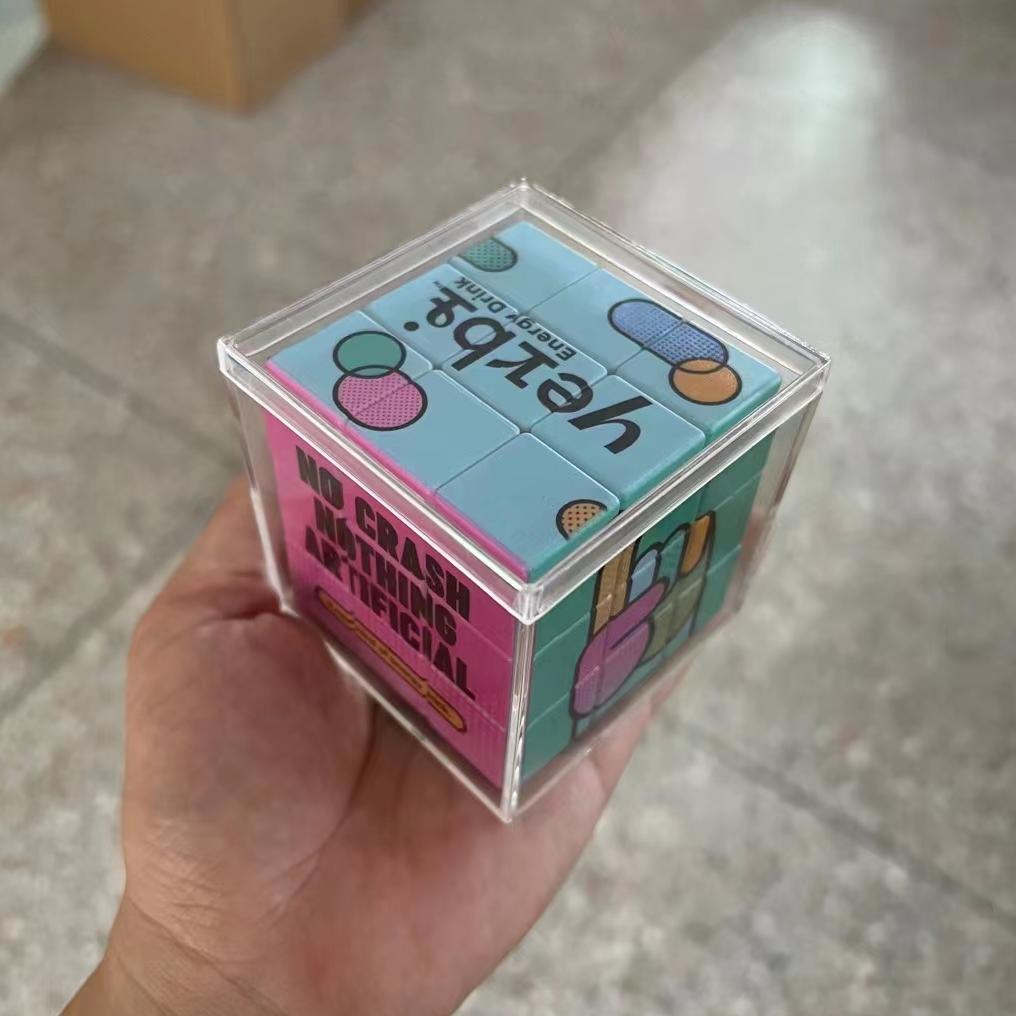 yerbaé
Energy Drink
NO CRASH
NOTHING
ARTIFICIAL